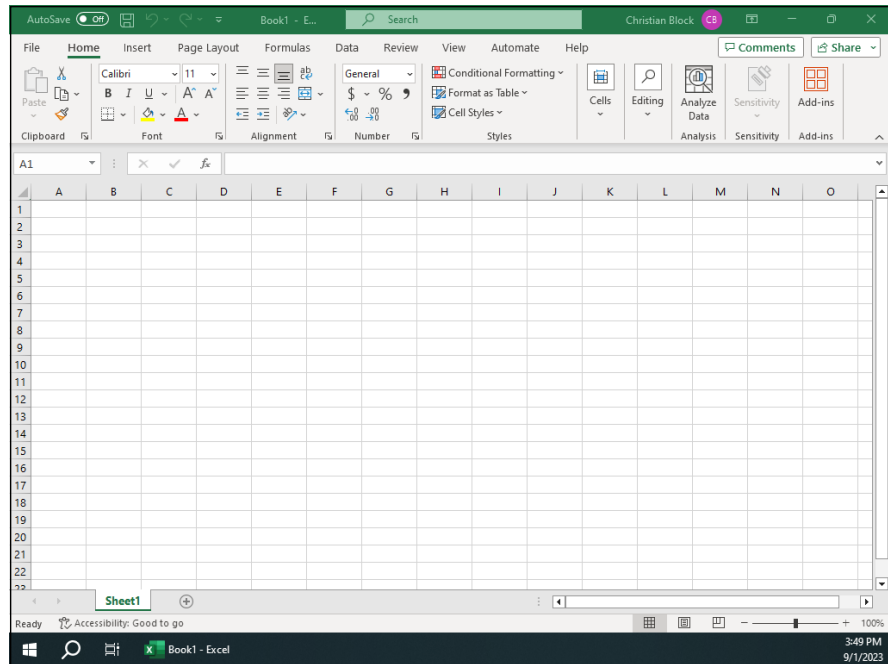 AutoSave Off Book1 - E... Search Christian Block CB
File Home Insert Page Layout Formulas Data Review View Automate Help Comments Share
Calibri 11 ab General Conditional Formatting
Paste B I U A A $ % 9 Format as Table Cells Editing Analyze Data Sensitivity Add-ins
A Cell Styles
Clipboard Font Alignment Number Styles Analysis Sensitivity Add-ins
A1 fx
A B C D E F G H I J K L M N O
1
2
3
4
5
6
7
8
9
10
11
12
13
14
15
16
17
18
19
20
21
22
23
Sheet1
Ready Accessibility: Good to go 100%
Book1 - Excel 3:49 PM
9/1/2023